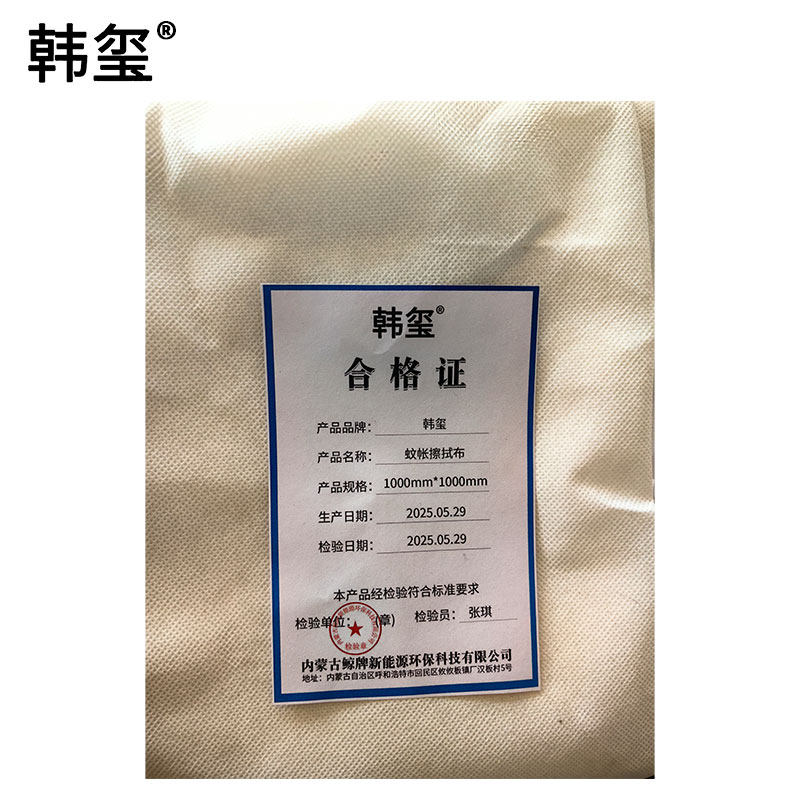 韩玺®
韩玺®
合格证
产品品牌： 韩玺
产品名称： 蚊帐擦拭布
产品规格： 1000mm*1000mm
生产日期： 2025.05.29
检验日期： 2025.05.29
本产品经检验符合标准要求
检验单位： (章) 检验员： 张琪
检验章
内蒙古鲸牌新能源环保科技有限公司
地址：内蒙古自治区呼和浩特市回民区攸攸板镇厂汉板村5号